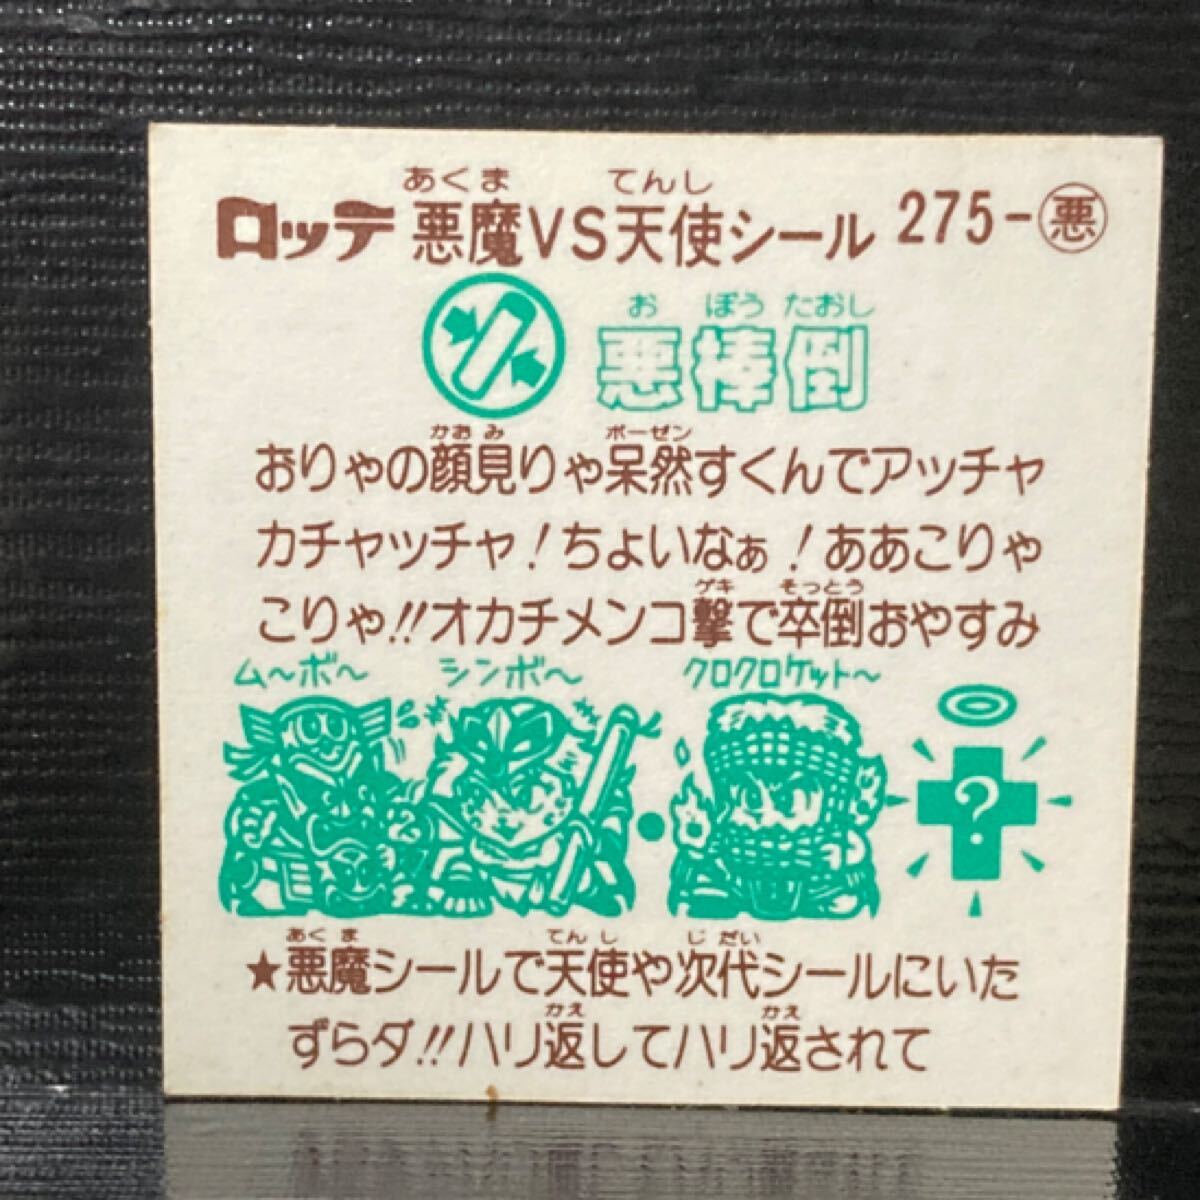 あくま てんし
ロッテ 悪魔VS天使シール 275-悪
お ぼう たおし
悪棒倒
かおみ ボーゼン
おりゃの顔見りゃ呆然すくんでアッチャ
カチャッチャ!ちょいなぁ!ああこりゃ
ゲキ そっとう
こりゃ!!オカチメンコ撃で卒倒おやすみ
ム〜ボ〜 シンボ〜 クロクロケット〜
?
あくま てんし じだい
★悪魔シールで天使や次代シールにいた
かえ かえ
ずらダ!!ハリ返してハリ返されて